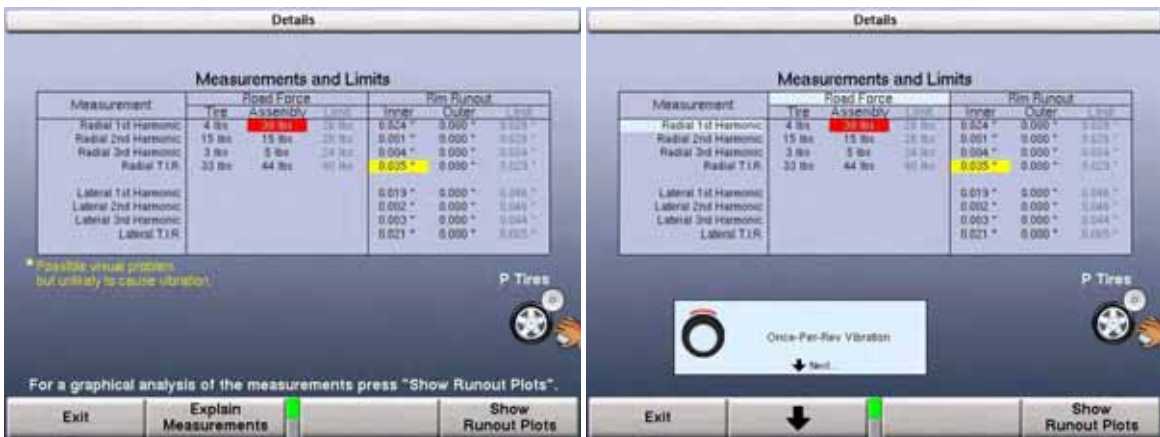 Details
Measurements and Limits
Measurement Road Force Rim Runout
Tire Assembly Limit Inner Outer Limit
Radial 1st Harmonic 4 lbs 0.024 " 0.000 "
Radial 2nd Harmonic 15 lbs 15 lbs 0.001 " 0.000 "
Radial 3rd Harmonic 3 lbs 5 lbs 0.004 " 0.000 "
Radial T.I.R. 33 lbs 44 lbs 0.035 " 0.000 "
Lateral 1st Harmonic 0.019 " 0.000 "
Lateral 2nd Harmonic 0.002 " 0.000 "
Lateral 3rd Harmonic 0.003 " 0.000 "
Lateral T.I.R. 0.021 " 0.000 "
* Possible visual problem
but unlikely to cause vibration.
P Tires
For a graphical analysis of the measurements press "Show Runout Plots".
Exit
Explain
Measurements
Show
Runout Plots
Details
Measurements and Limits
Measurement Road Force Rim Runout
Tire Assembly Limit Inner Outer Limit
Radial 1st Harmonic 4 lbs 0.024 " 0.000 "
Radial 2nd Harmonic 15 lbs 15 lbs 0.001 " 0.000 "
Radial 3rd Harmonic 3 lbs 5 lbs 0.004 " 0.000 "
Radial T.I.R. 33 lbs 44 lbs 0.035 " 0.000
Lateral 1st Harmonic 0.019 " 0.000 "
Lateral 2nd Harmonic 0.002 " 0.000 "
Lateral 3rd Harmonic 0.003 " 0.000 "
Lateral T.I.R. 0.021 " 0.000 "
P Tires
Once-Per-Rev Vibration
Next...
Exit
Show
Runout Plots